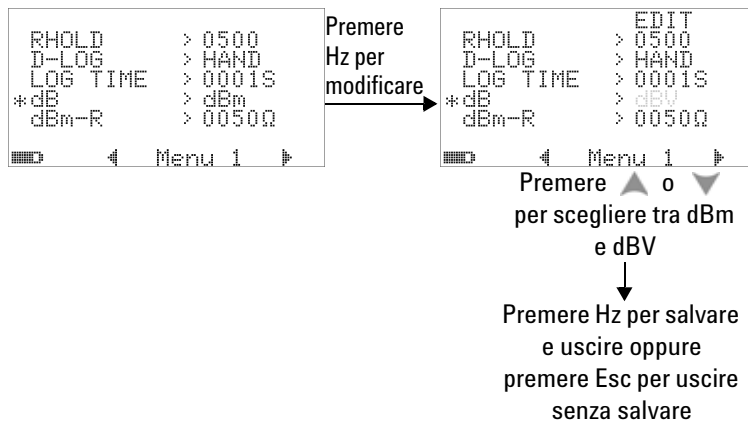 RHOLD > 0500
D-LOG > HAND
LOG TIME > 0001S
*dB > dBm
dBm-R > 0050Ω
Menu 1
Premere
Hz per
modificare
EDIT
RHOLD > 0500
D-LOG > HAND
LOG TIME > 0001S
*dB > dBV
dBm-R > 0050Ω
Menu 1
Premere o
per scegliere tra dBm
e dBV
Premere Hz per salvare
e uscire oppure
premere Esc per uscire
senza salvare